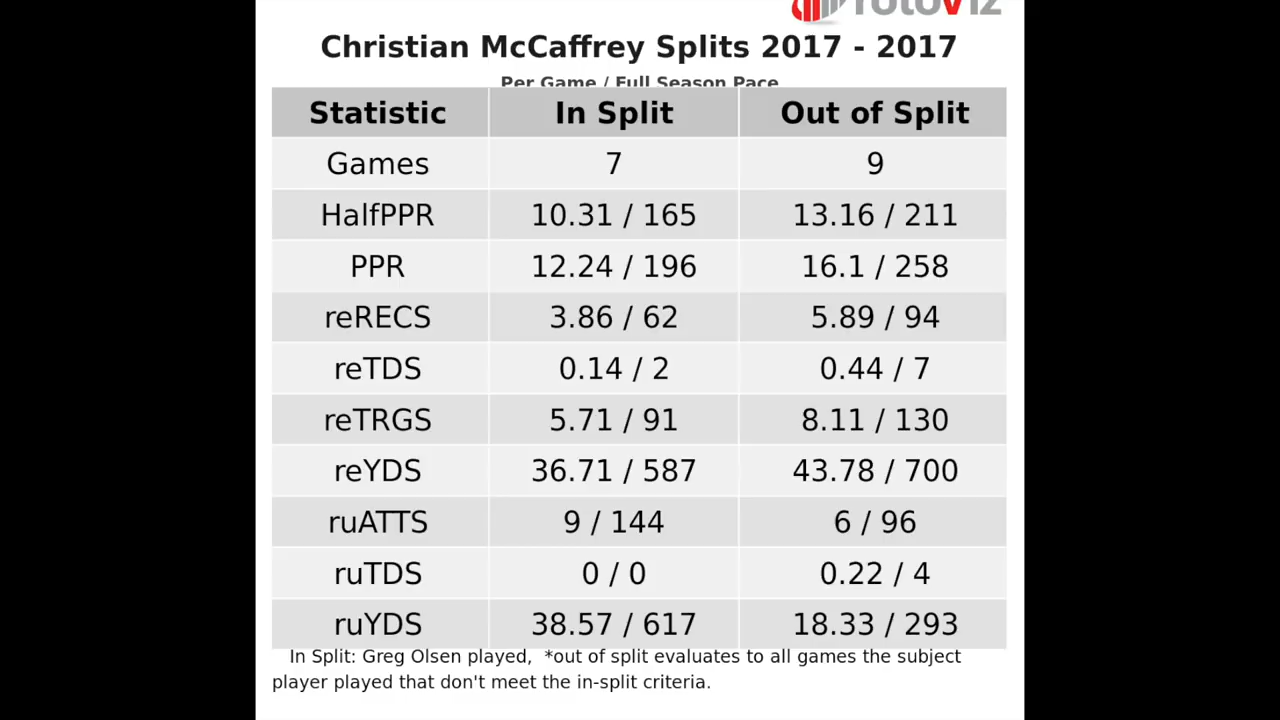 rotoviz
Christian McCaffrey Splits 2017 - 2017
Per Game / Full Season Pace
Statistic In Split Out of Split
Games 7 9
HalfPPR 10.31 / 165 13.16 / 211
PPR 12.24 / 196 16.1 / 258
reRECS 3.86 / 62 5.89 / 94
reTDS 0.14 / 2 0.44 / 7
reTRGS 5.71 / 91 8.11 / 130
reYDS 36.71 / 587 43.78 / 700
ruATTS 9 / 144 6 / 96
ruTDS 0 / 0 0.22 / 4
ruYDS 38.57 / 617 18.33 / 293
In Split: Greg Olsen played, *out of split evaluates to all games the subject
player played that don't meet the in-split criteria.